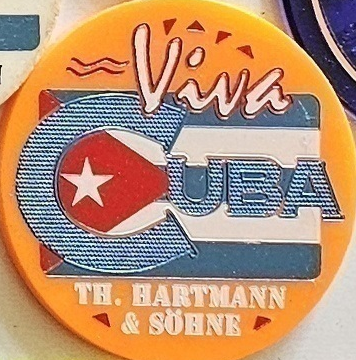 Viva
CUBA
TH. HARTMANN
& SÖHNE